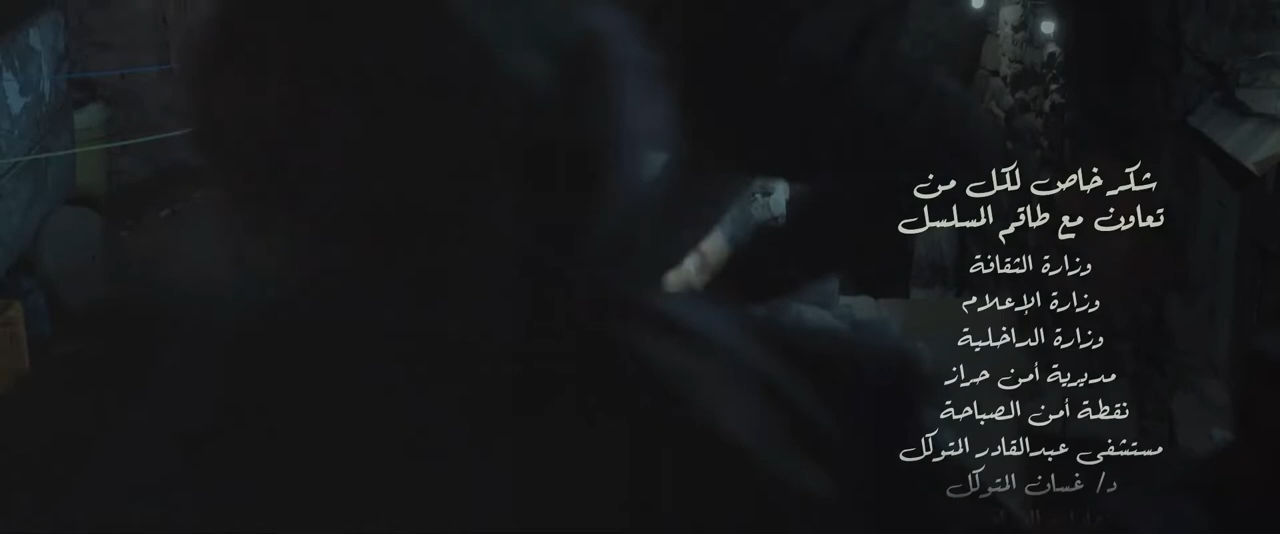 شكر خاص لكل من
تعاون مع طاقم المسلسل
وزارة الثقافة
وزارة الإعلام
وزارة الداخلية
مديرية أمن حراز
نقطة أمن الصباحة
مستشفى عبدالقادر المتوكل
د/ غسان المتوكل